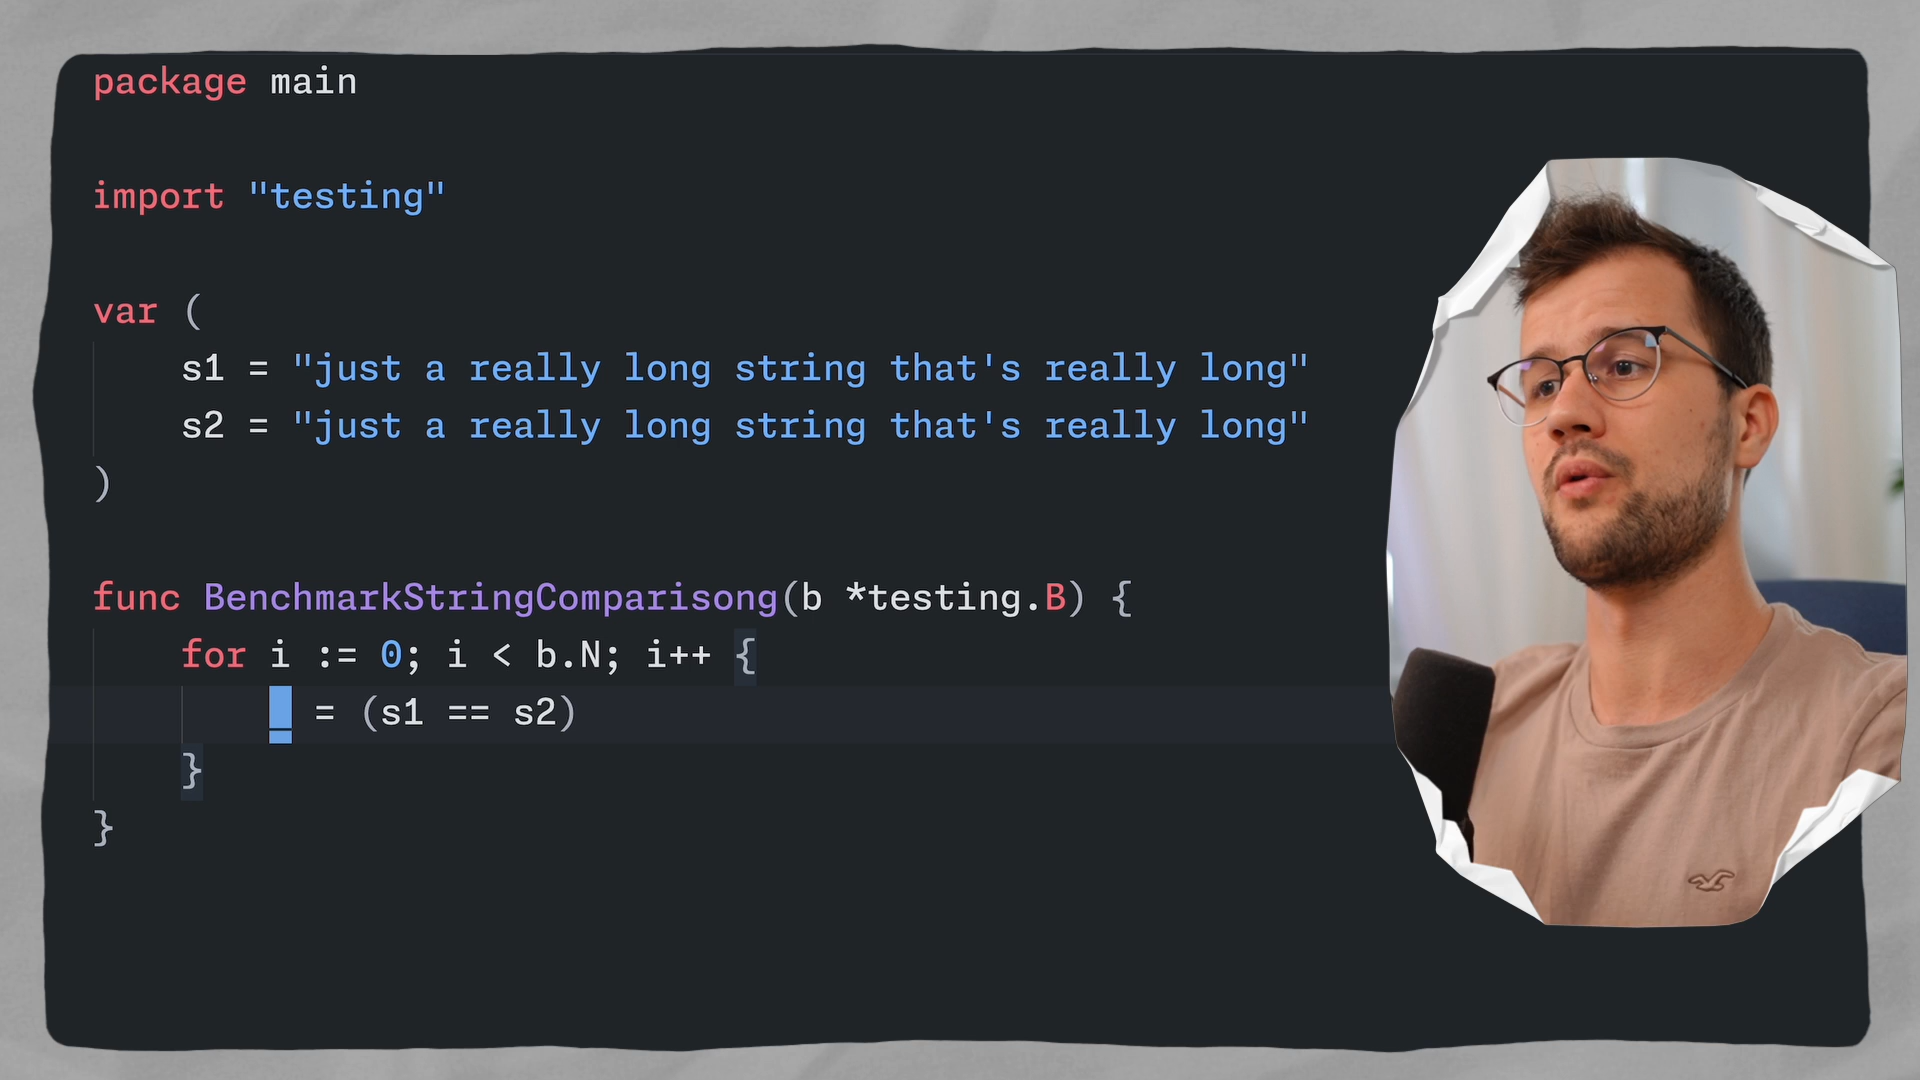 package main
import "testing"
var (
s1 = "just a really long string that's really long"
s2 = "just a really long string that's really long"
)
func BenchmarkStringComparisong(b *testing.B) {
for i := 0; i < b.N; i++ {
_ = (s1 == s2)
}
}